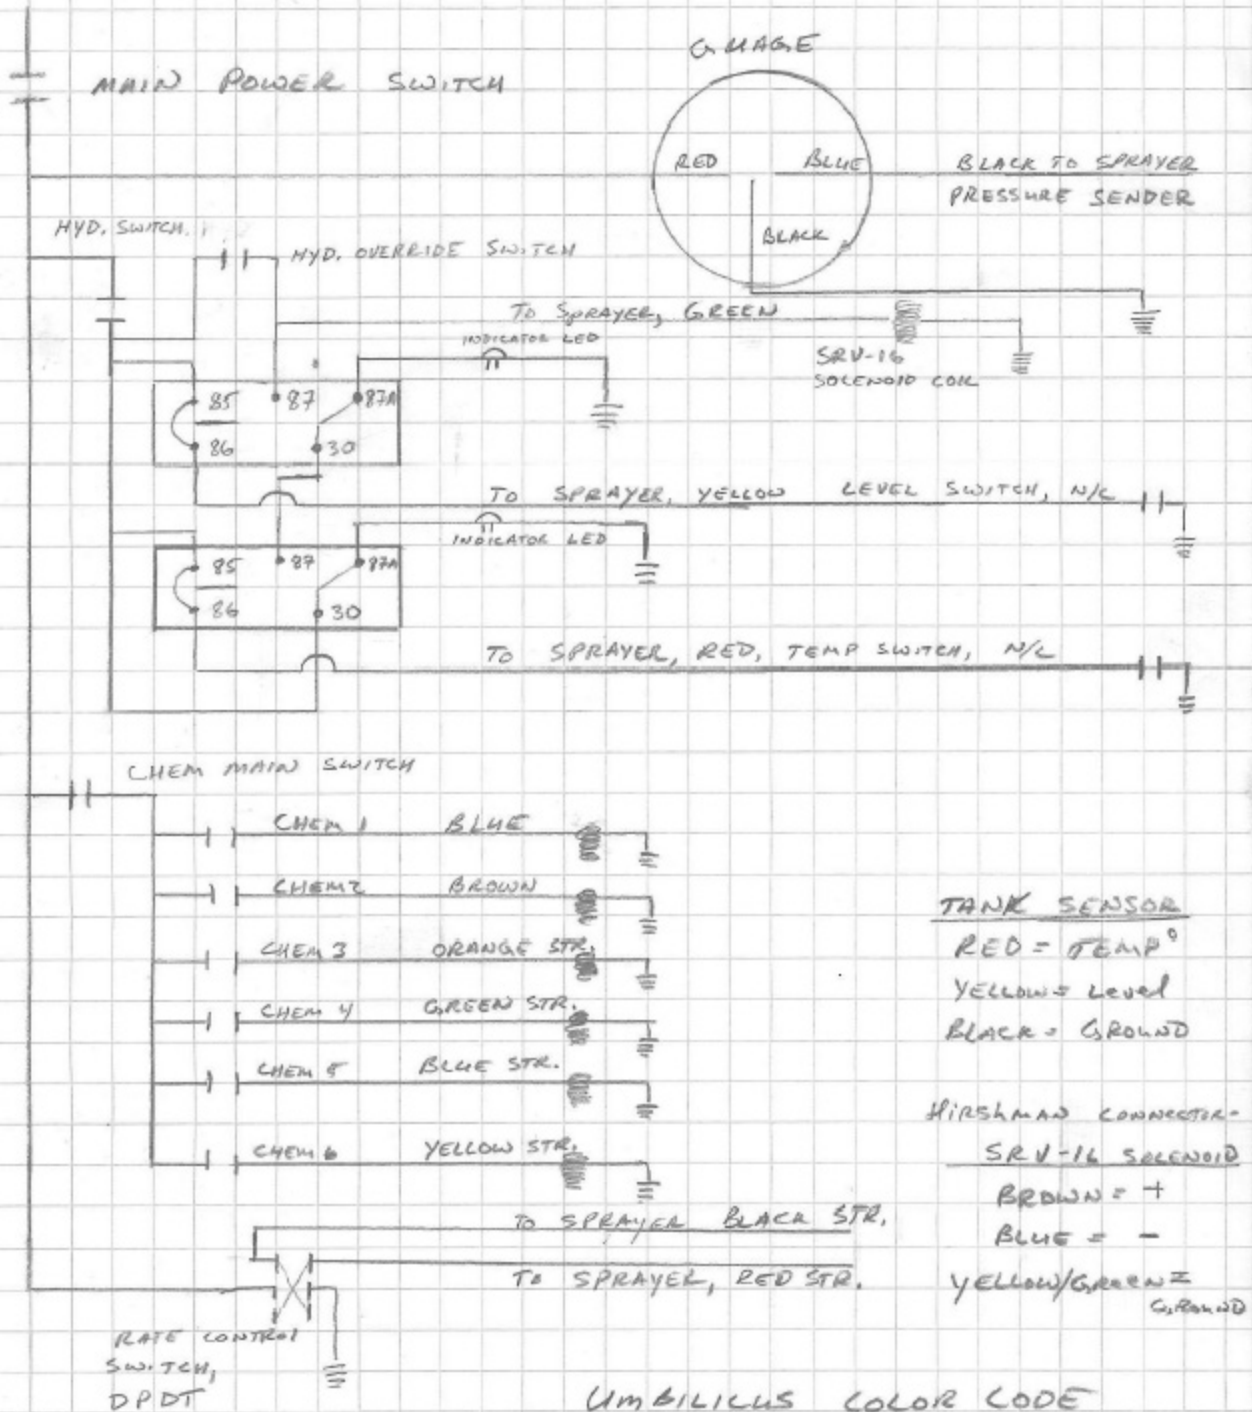 GUAGE
MAIN POWER SWITCH
RED
BLUE
BLACK TO SPRAYER
PRESSURE SENDER
BLACK
HYD. SWITCH
HYD. OVERRIDE SWITCH
TO SPRAYER, GREEN
INDICATOR LED
SRV-16
SOLENOID COIL
85 87 87A
86 30
TO SPRAYER, YELLOW LEVEL SWITCH, N/C
INDICATOR LED
85 87 87A
86 30
TO SPRAYER, RED, TEMP SWITCH, N/C
CHEM MAIN SWITCH
CHEM 1 BLUE
CHEM 2 BROWN
CHEM 3 ORANGE STR.
CHEM 4 GREEN STR.
CHEM 5 BLUE STR.
CHEM 6 YELLOW STR.
TANK SENSOR
RED = TEMP°
YELLOW = Level
BLACK = GROUND
HIRSHMAN CONNECTOR-
SRV-16 SOLENOID
BROWN = +
BLUE = -
YELLOW/GREEN =
GROUND
TO SPRAYER BLACK STR.
TO SPRAYER, RED STR.
RATE CONTROL
SWITCH,
DPDT
UMBILICUS COLOR CODE